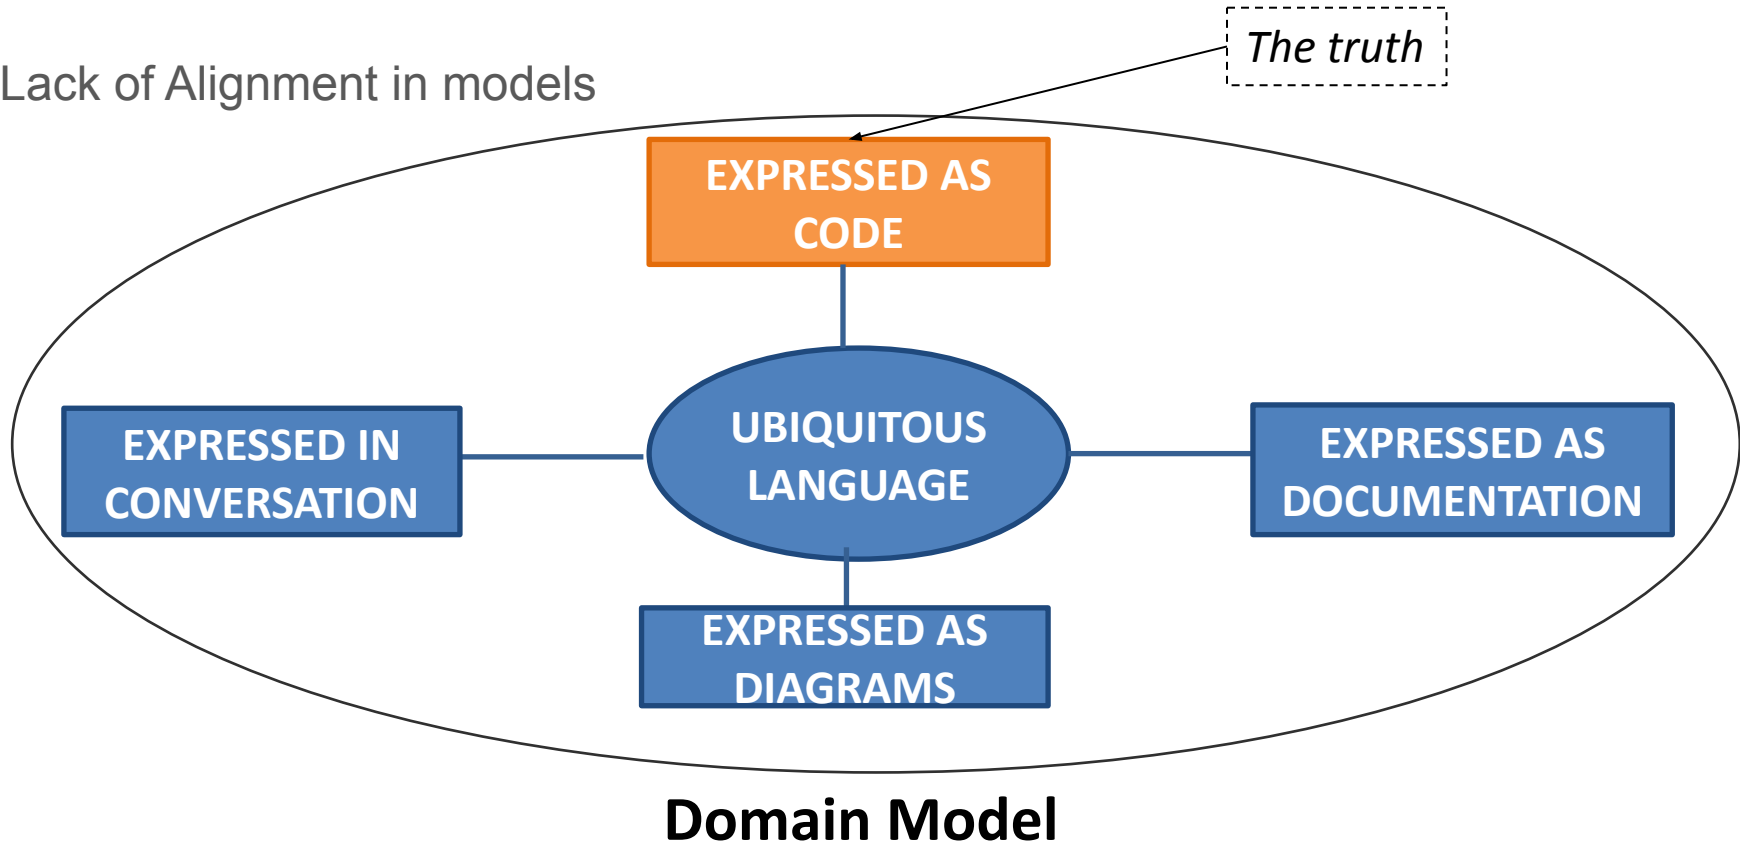 The truth
Lack of Alignment in models
EXPRESSED AS
CODE
EXPRESSED IN
CONVERSATION
UBIQUITOUS
LANGUAGE
EXPRESSED AS
DOCUMENTATION
EXPRESSED AS
DIAGRAMS
Domain Model